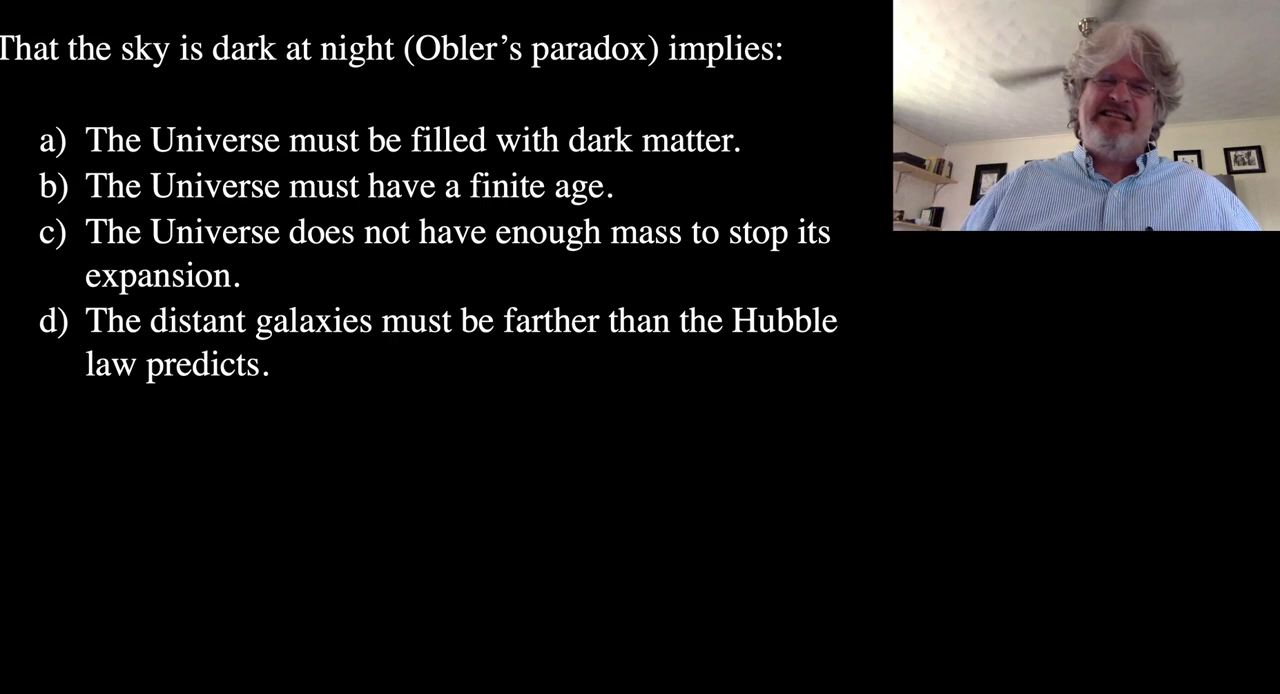 That the sky is dark at night (Obler’s paradox) implies:
a) The Universe must be filled with dark matter.
b) The Universe must have a finite age.
c) The Universe does not have enough mass to stop its
expansion.
d) The distant galaxies must be farther than the Hubble
law predicts.